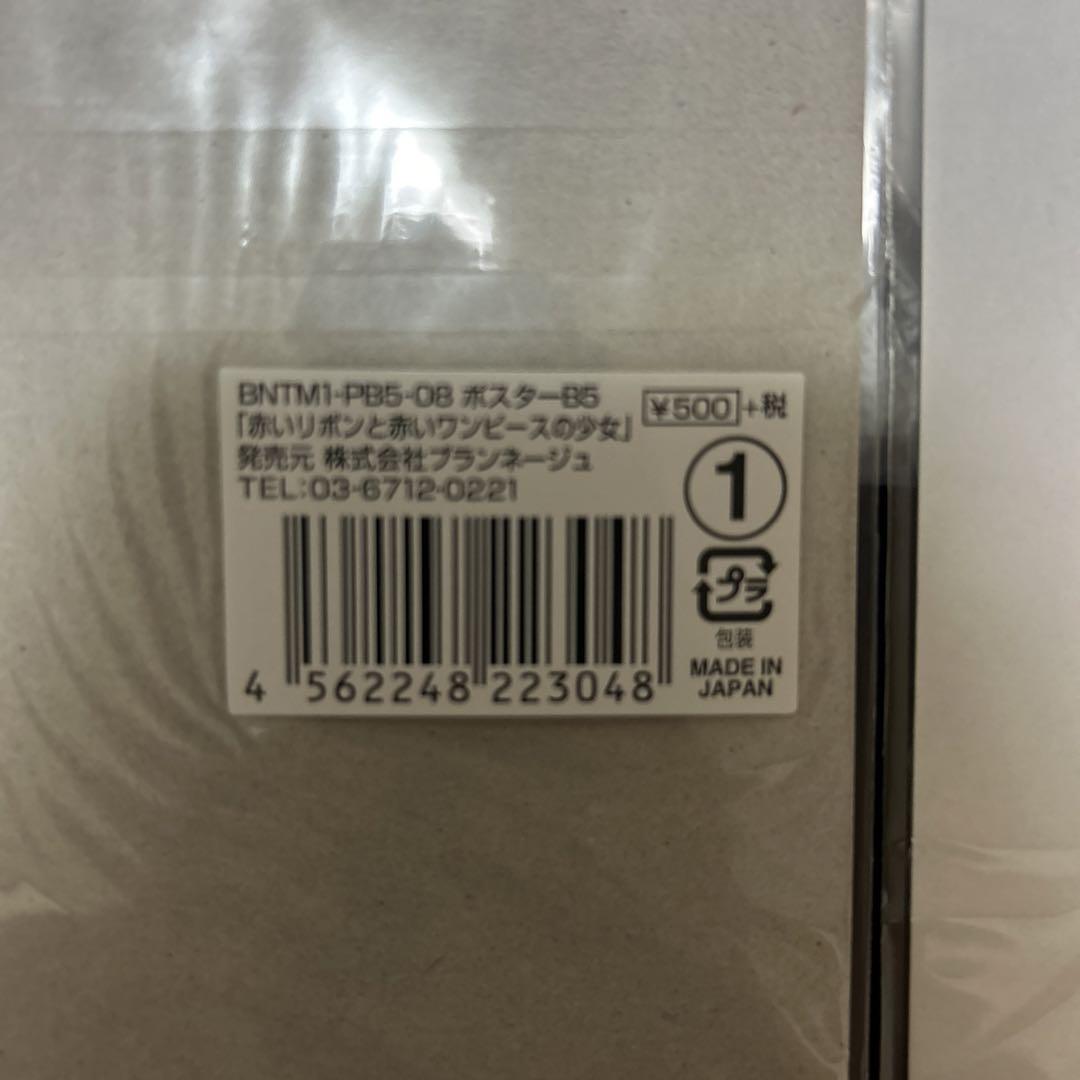 BNTM1-PB5-08 ポスターB5
¥500+税
「赤いリボンと赤いワンピースの少女」
発売元 株式会社プランネージュ
TEL:03-6712-0221
1
プラ
包装
MADE IN
JAPAN
4 562248 223048